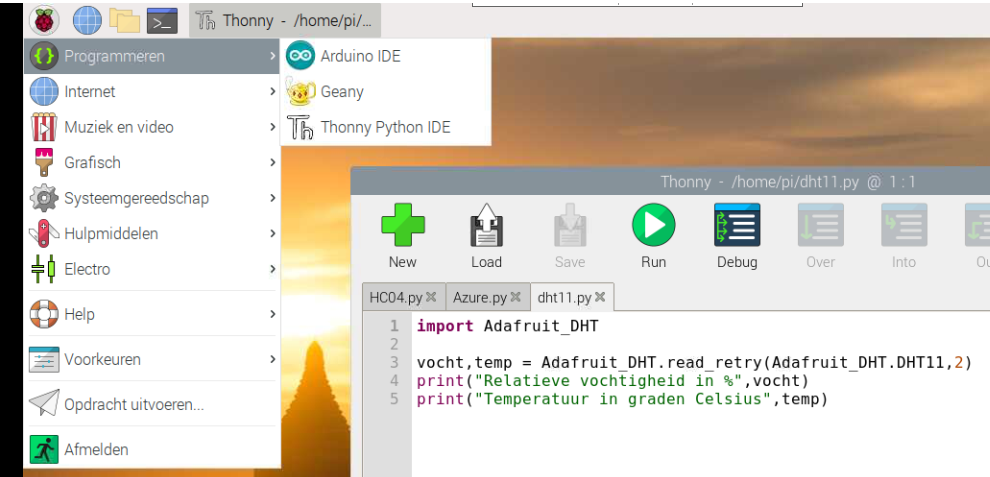 Thonny - /home/pi/...
Programmeren
Internet
Muziek en video
Grafisch
Systeemgereedschap
Hulpmiddelen
Electro
Help
Voorkeuren
Opdracht uitvoeren...
Afmelden
Arduino IDE
Geany
Thonny Python IDE
Thonny - /home/pi/dht11.py @ 1 : 1
New Load Save Run Debug Over Into
HC04.py Azure.py dht11.py
1 import Adafruit_DHT
2
3 vocht,temp = Adafruit_DHT.read_retry(Adafruit_DHT.DHT11,2)
4 print("Relatieve vochtigheid in %",vocht)
5 print("Temperatuur in graden Celsius",temp)